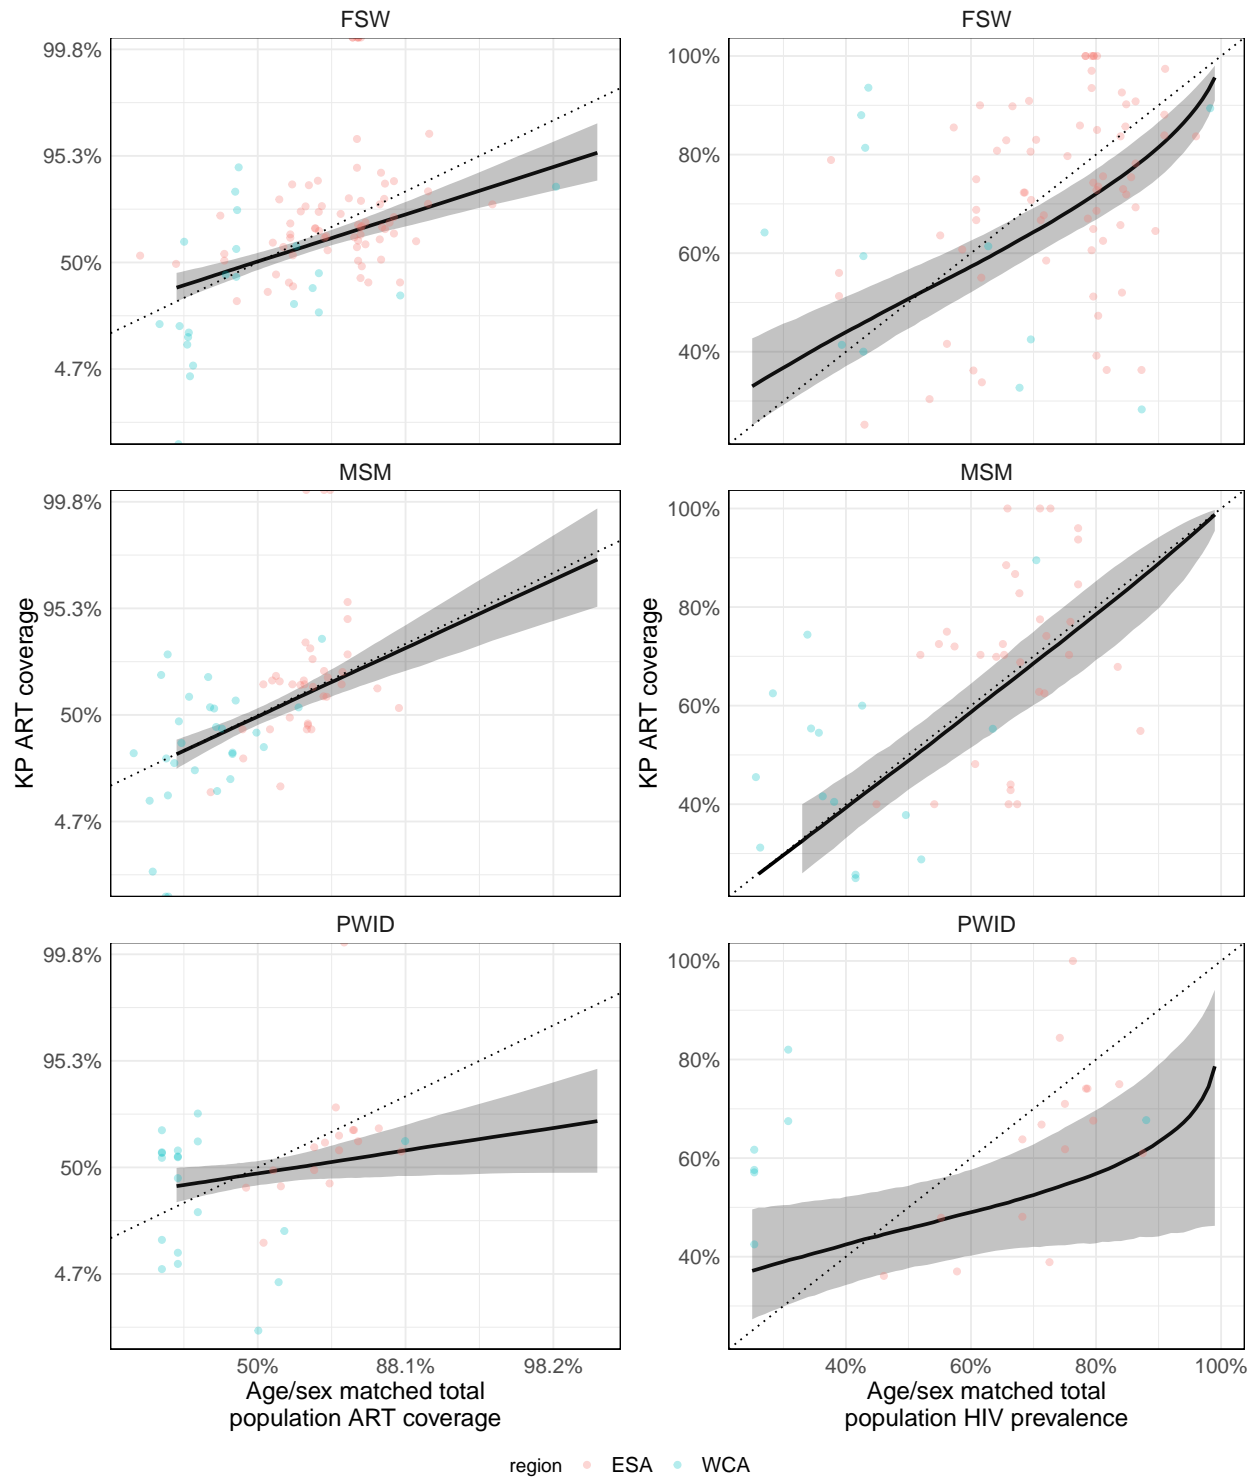 FSW
99.8%
95.3%
50%
4.7%
FSW
100%
80%
60%
40%
MSM
99.8%
95.3%
50%
4.7%
KP ART coverage
MSM
100%
80%
60%
40%
KP ART coverage
PWID
99.8%
95.3%
50%
4.7%
50%
88.1%
98.2%
Age/sex matched total
population ART coverage
PWID
100%
80%
60%
40%
40%
60%
80%
100%
Age/sex matched total
population HIV prevalence
region
ESA
WCA